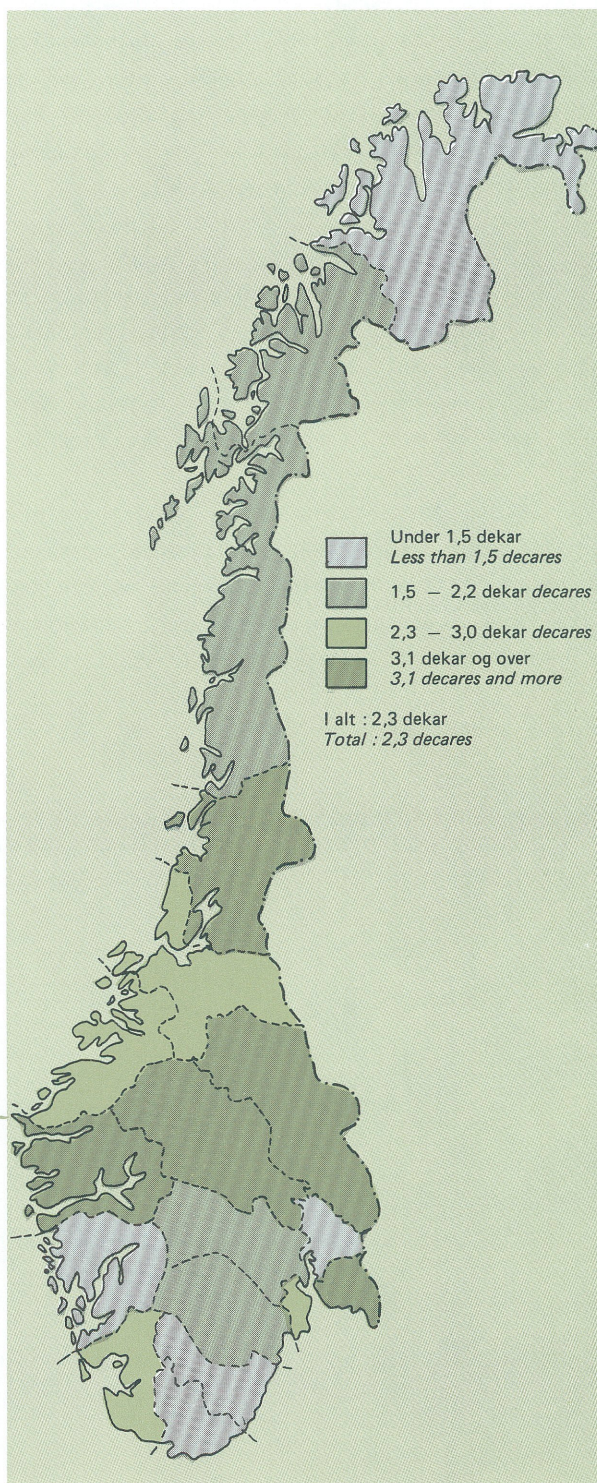 Under 1,5 dekar
Less than 1,5 decares
1,5 – 2,2 dekar decares
2,3 – 3,0 dekar decares
3,1 dekar og over
3,1 decares and more
I alt : 2,3 dekar
Total : 2,3 decares